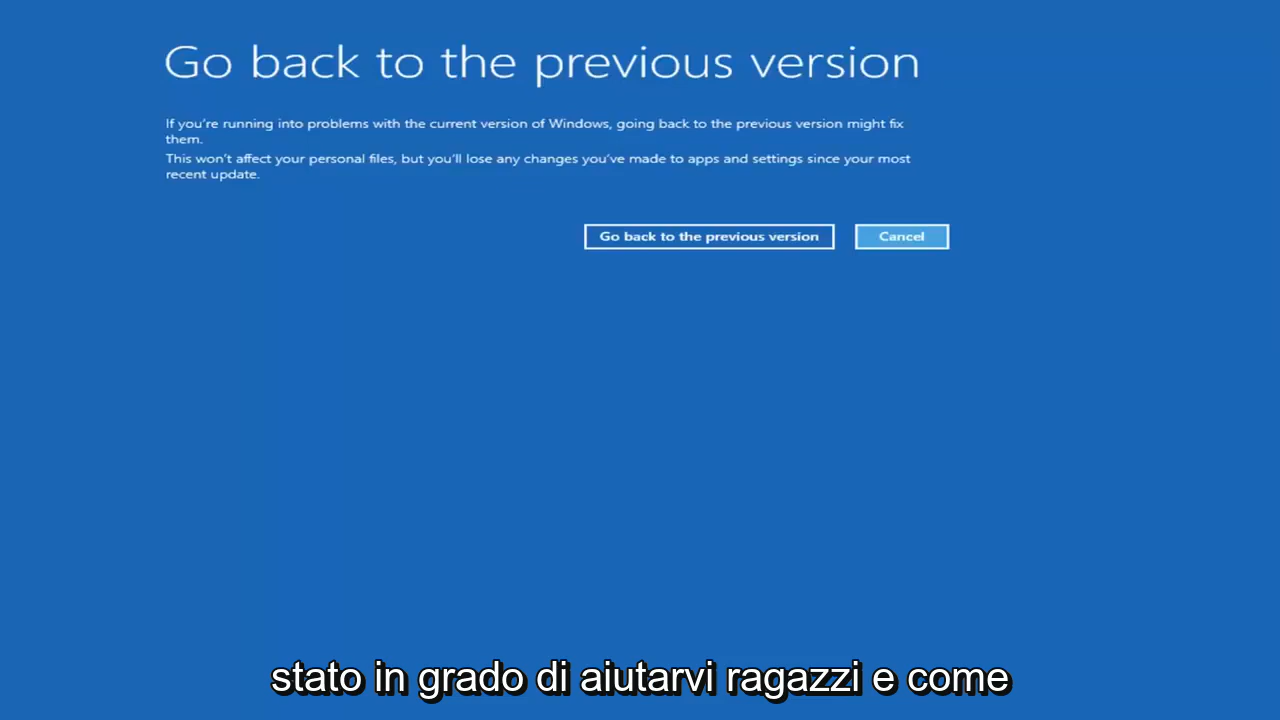 Go back to the previous version
If you're running into problems with the current version of Windows, going back to the previous version might fix
them.
This won't affect your personal files, but you'll lose any changes you've made to apps and settings since your most
recent update.
Go back to the previous version Cancel
stato in grado di aiutarvi ragazzi e come